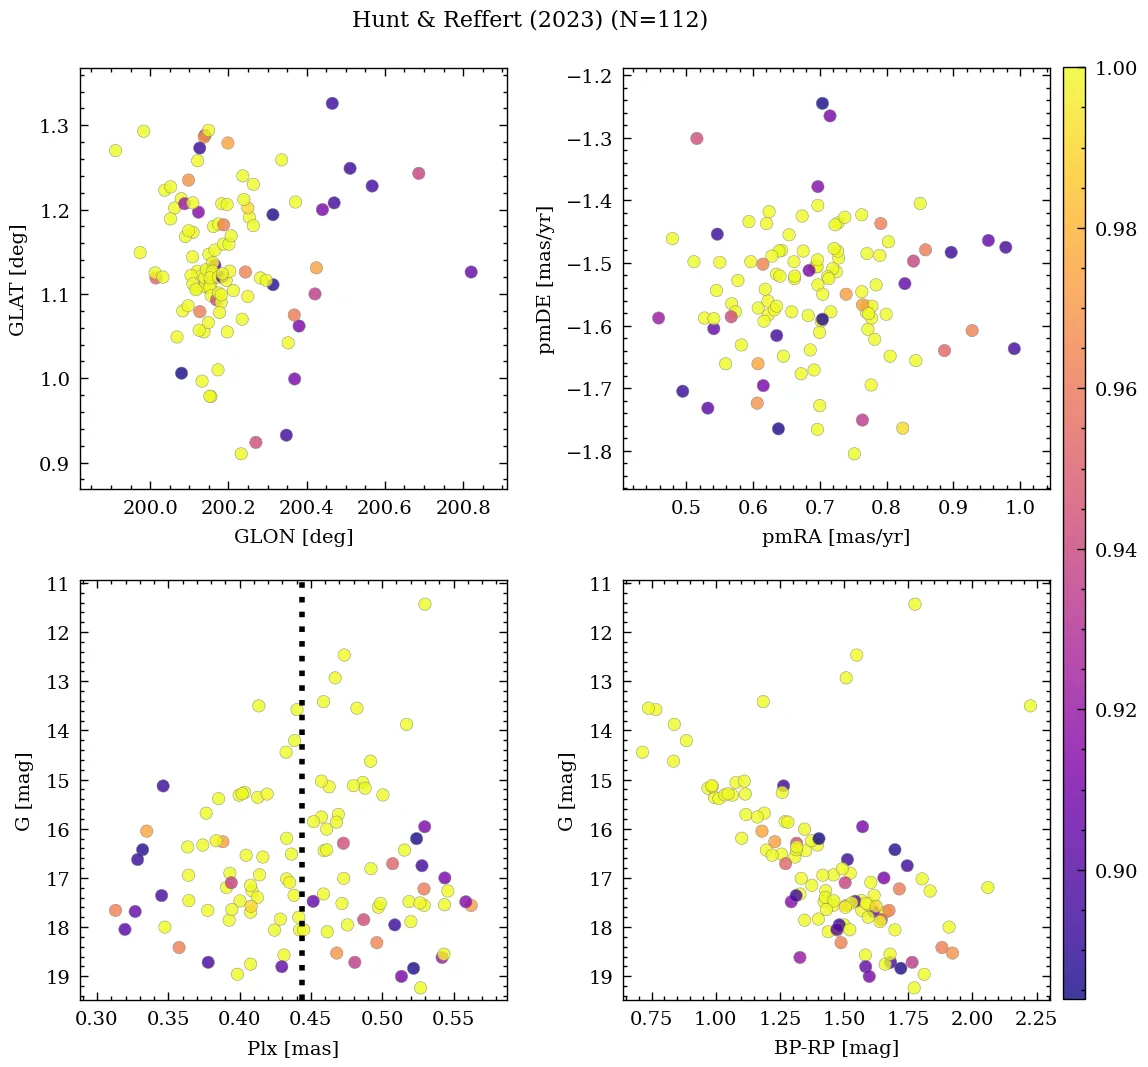 Hunt & Reffert (2023) (N=112)
1.3
1.2
1.1
1.0
0.9
GLAT [deg]
200.0 200.2 200.4 200.6 200.8
GLON [deg]
−1.2
−1.3
−1.4
−1.5
−1.6
−1.7
−1.8
pmDE [mas/yr]
0.5 0.6 0.7 0.8 0.9 1.0
pmRA [mas/yr]
1.00
0.98
0.96
0.94
0.92
0.90
11
12
13
14
15
16
17
18
19
G [mag]
0.30 0.35 0.40 0.45 0.50 0.55
Plx [mas]
11
12
13
14
15
16
17
18
19
G [mag]
0.75 1.00 1.25 1.50 1.75 2.00 2.25
BP-RP [mag]